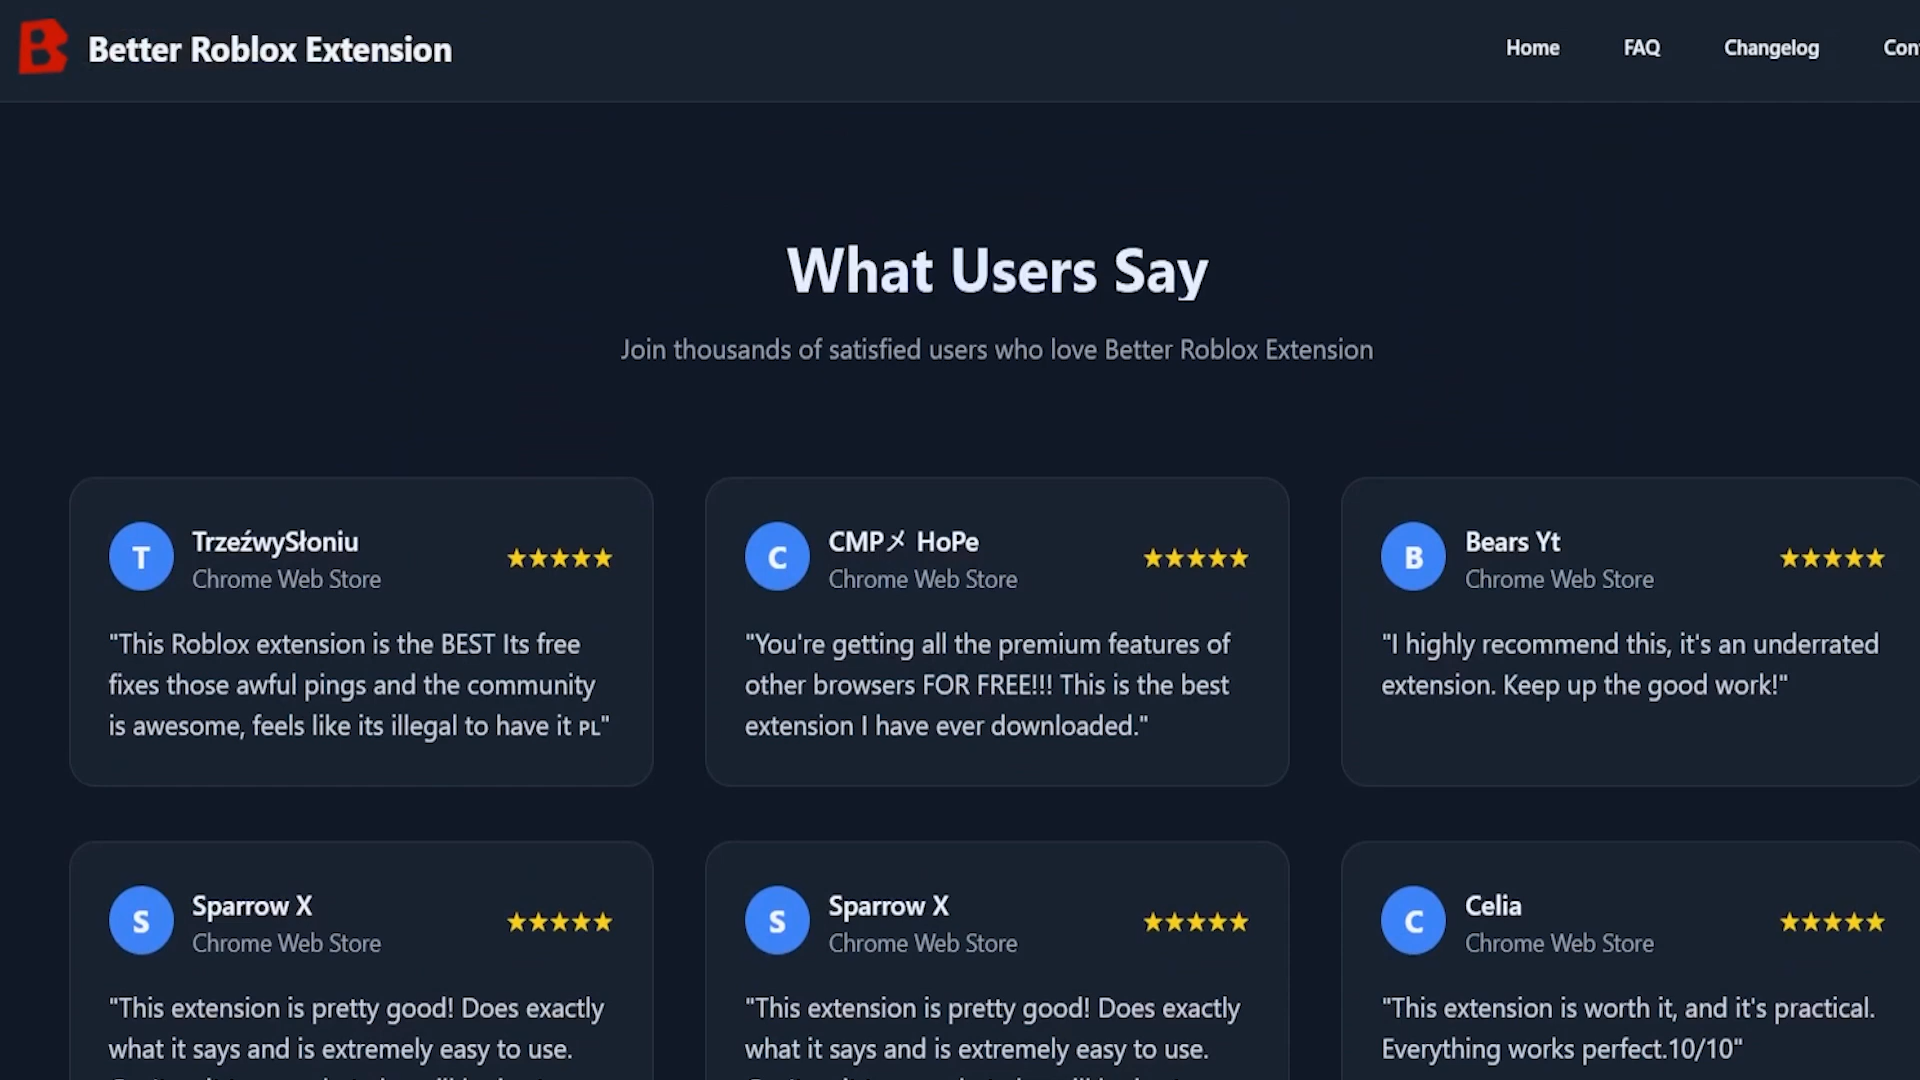 Better Roblox Extension
Home
FAQ
Changelog
What Users Say
Join thousands of satisfied users who love Better Roblox Extension
T
TrzeźwySłoniu
Chrome Web Store
★★★★★
"This Roblox extension is the BEST Its free
fixes those awful pings and the community
is awesome, feels like its illegal to have it PL"
C
CMPメ HoPe
Chrome Web Store
★★★★★
"You're getting all the premium features of
other browsers FOR FREE!!! This is the best
extension I have ever downloaded."
B
Bears Yt
Chrome Web Store
★★★★★
"I highly recommend this, it's an underrated
extension. Keep up the good work!"
S
Sparrow X
Chrome Web Store
★★★★★
"This extension is pretty good! Does exactly
what it says and is extremely easy to use.
S
Sparrow X
Chrome Web Store
★★★★★
"This extension is pretty good! Does exactly
what it says and is extremely easy to use.
C
Celia
Chrome Web Store
★★★★★
"This extension is worth it, and it's practical.
Everything works perfect.10/10"